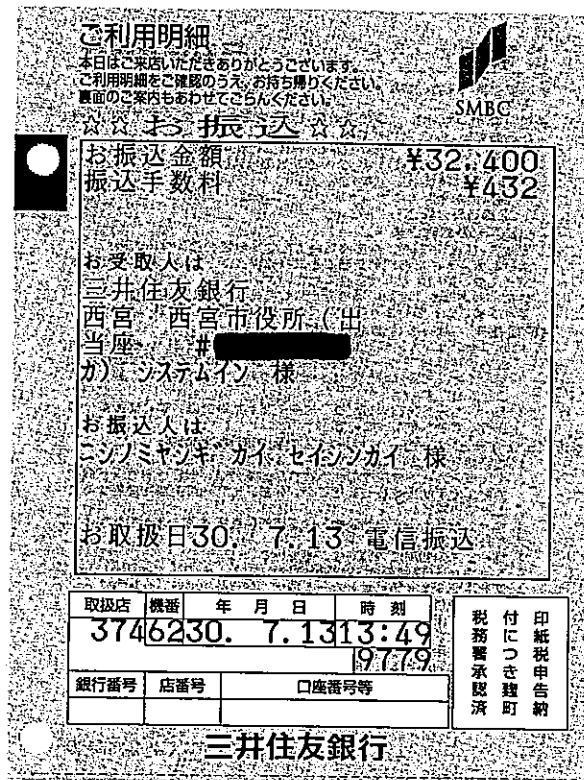 ご利用明細
本日はご来店いただきありがとうございます。
ご利用明細をご確認のうえ、お持ち帰りください。
裏面のご案内もあわせてごらんください。
SMBC
☆☆ お 振 込 ☆☆
お振込金額 ¥32,400
振込手数料 ¥432
お受取人は
三井住友銀行
西宮 西宮市役所(出
当座 #
カ)システムイン 様
お振込人は
ニシノミヤシギカイ セイシンカイ 様
お取扱日30. 7.13 電信振込
取扱店 機番 年 月 日 時 刻
374 62 30. 7.13 13:49
9779
銀行番号 店番号 口座番号等
印紙税申告納
付につき麹町
税務署承認済
三井住友銀行